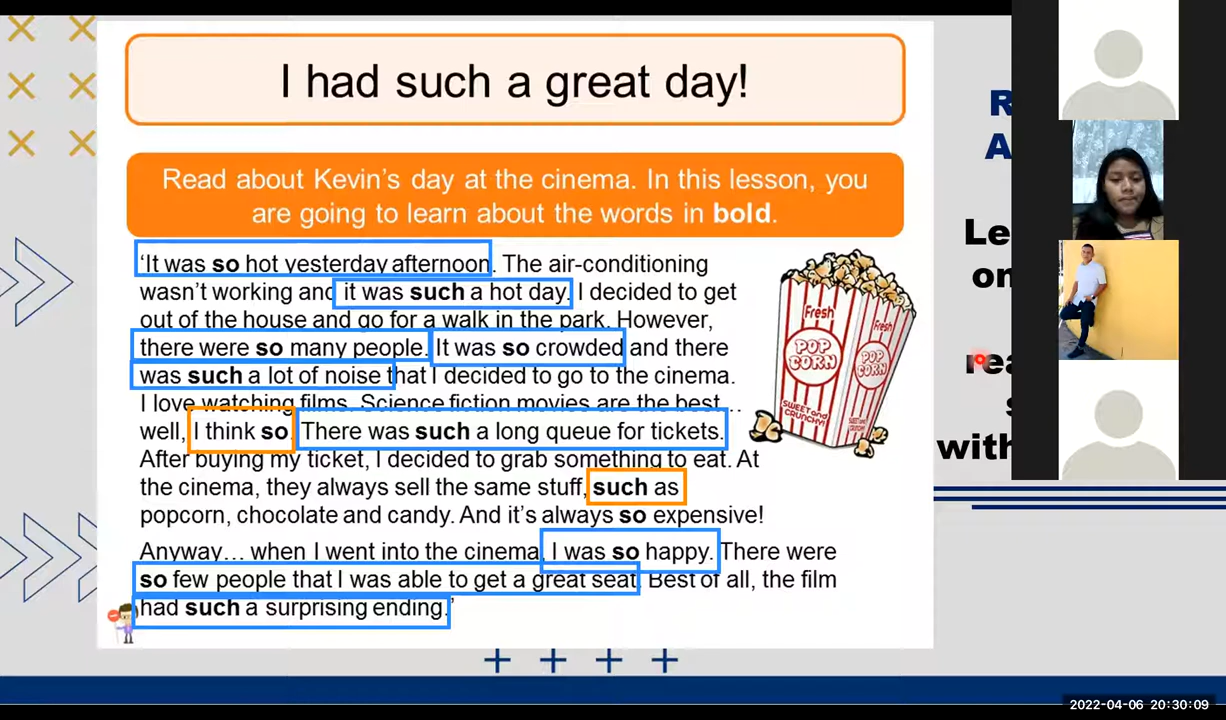 I had such a great day!
Read about Kevin's day at the cinema. In this lesson, you
are going to learn about the words in bold.
‘It was so hot yesterday afternoon. The air-conditioning
wasn't working and it was such a hot day. I decided to get
out of the house and go for a walk in the park. However,
there were so many people. It was so crowded and there
was such a lot of noise that I decided to go to the cinema.
I love watching films. Science fiction movies are the best…
well, I think so. There was such a long queue for tickets.
After buying my ticket, I decided to grab something to eat. At
the cinema, they always sell the same stuff, such as
popcorn, chocolate and candy. And it's always so expensive!
Anyway… when I went into the cinema, I was so happy. There were
so few people that I was able to get a great seat. Best of all, the film
had such a surprising ending.’
Fresh
POP
CORN
SWEET and
CRUNCHY!
Fresh
POP
CORN
R
A
Le
on
rea
with
2022-04-06 20:30:09